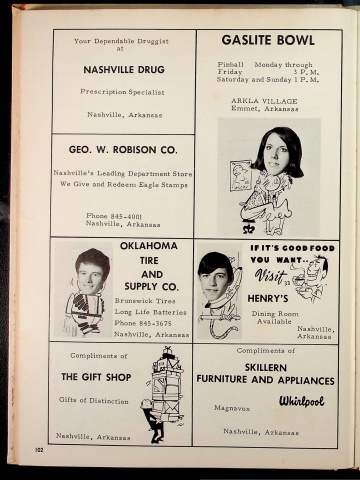 Your Dependable Druggist
at
NASHVILLE DRUG
Prescription Specialist
Nashville, Arkansas
GASLITE BOWL
Pinball Monday through
Friday 3 P.M.
Saturday and Sunday 1 P.M.
ARKLA VILLAGE
Emmet, Arkansas
GEO. W. ROBISON CO.
Nashville's Leading Department Store
We Give and Redeem Eagle Stamps
Phone 845-4001
Nashville, Arkansas
OKLAHOMA
TIRE
AND
SUPPLY CO.
Brunswick Tires
Long Life Batteries
Phone 845-3675
Nashville, Arkansas
IF IT'S GOOD FOOD
YOU WANT..
Visit
HENRY'S
Dining Room
Available
Nashville,
Arkansas
Compliments of
THE GIFT SHOP
Gifts of Distinction
Nashville, Arkansas
Compliments of
SKILLERN
FURNITURE AND APPLIANCES
Magnavox
Whirlpool
Nashville, Arkansas
102